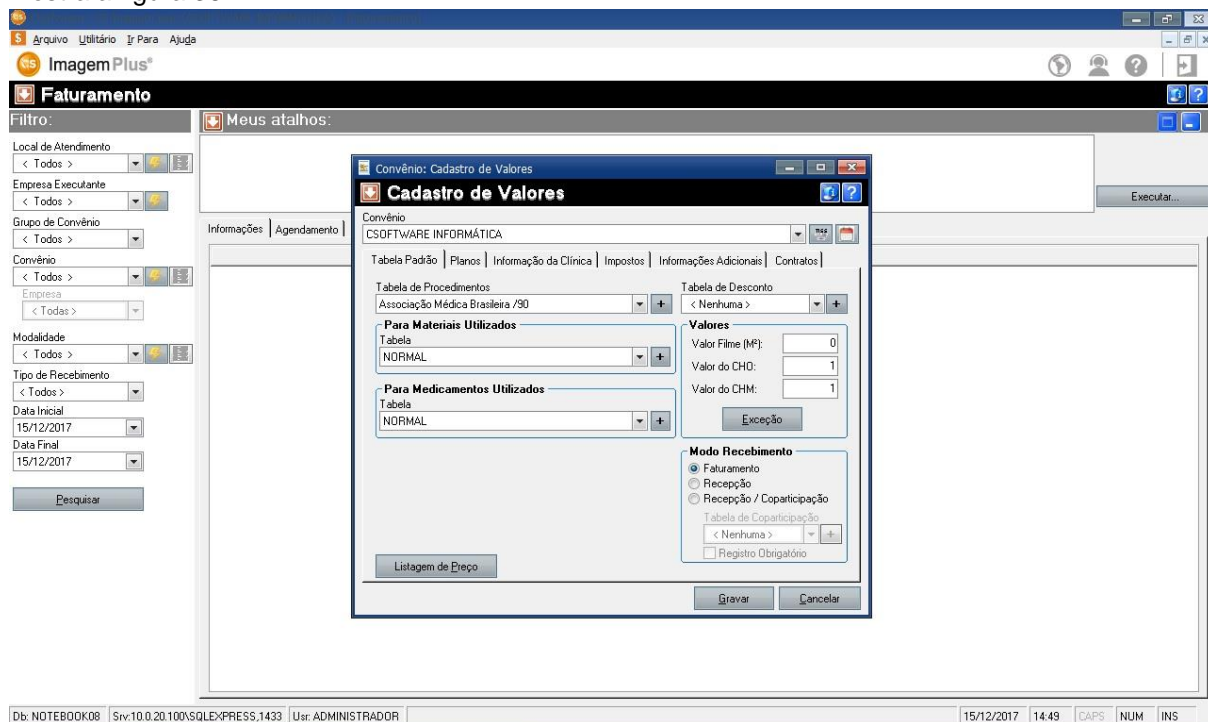 Arquivo Utilitário Ir Para Ajuda
ImagemPlus®
Faturamento
Filtro:
Meus atalhos:
Local de Atendimento
< Todos >
Empresa Executante
< Todos >
Grupo de Convênio
< Todos >
Convênio
< Todos >
Empresa
< Todas >
Modalidade
< Todos >
Tipo de Recebimento
< Todos >
Data Inicial
15/12/2017
Data Final
15/12/2017
Pesquisar
Executar...
Informações Agendamento
Convênio: Cadastro de Valores
Cadastro de Valores
Convênio
CSOFTWARE INFORMÁTICA
Tabela Padrão Planos Informação da Clínica Impostos Informações Adicionais Contratos
Tabela de Procedimentos
Associação Médica Brasileira /90
Tabela de Desconto
< Nenhuma >
Para Materiais Utilizados
Tabela
NORMAL
Para Medicamentos Utilizados
Tabela
NORMAL
Valores
Valor Filme (M²): 0
Valor do CHO: 1
Valor do CHM: 1
Exceção
Modo Recebimento
Faturamento
Recepção
Recepção / Coparticipação
Tabela de Coparticipação
< Nenhuma >
Registro Obrigatório
Listagem de Preço
Gravar Cancelar
Db: NOTEBOOK08 Srv:10.0.20.100\SQLEXPRESS,1433 Usr: ADMINISTRADOR 15/12/2017 14:49 CAPS NUM INS